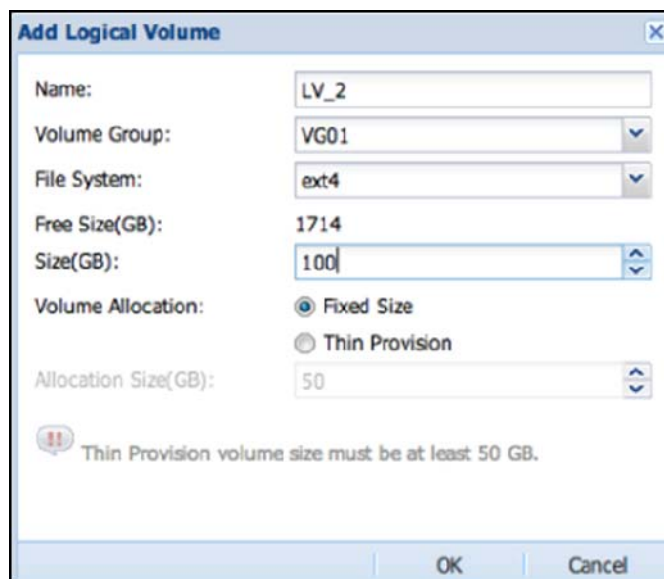 Add Logical Volume
Name: LV_2
Volume Group: VG01
File System: ext4
Free Size(GB): 1714
Size(GB): 100
Volume Allocation: Fixed Size
Thin Provision
Allocation Size(GB): 50
!! Thin Provision volume size must be at least 50 GB.
OK Cancel